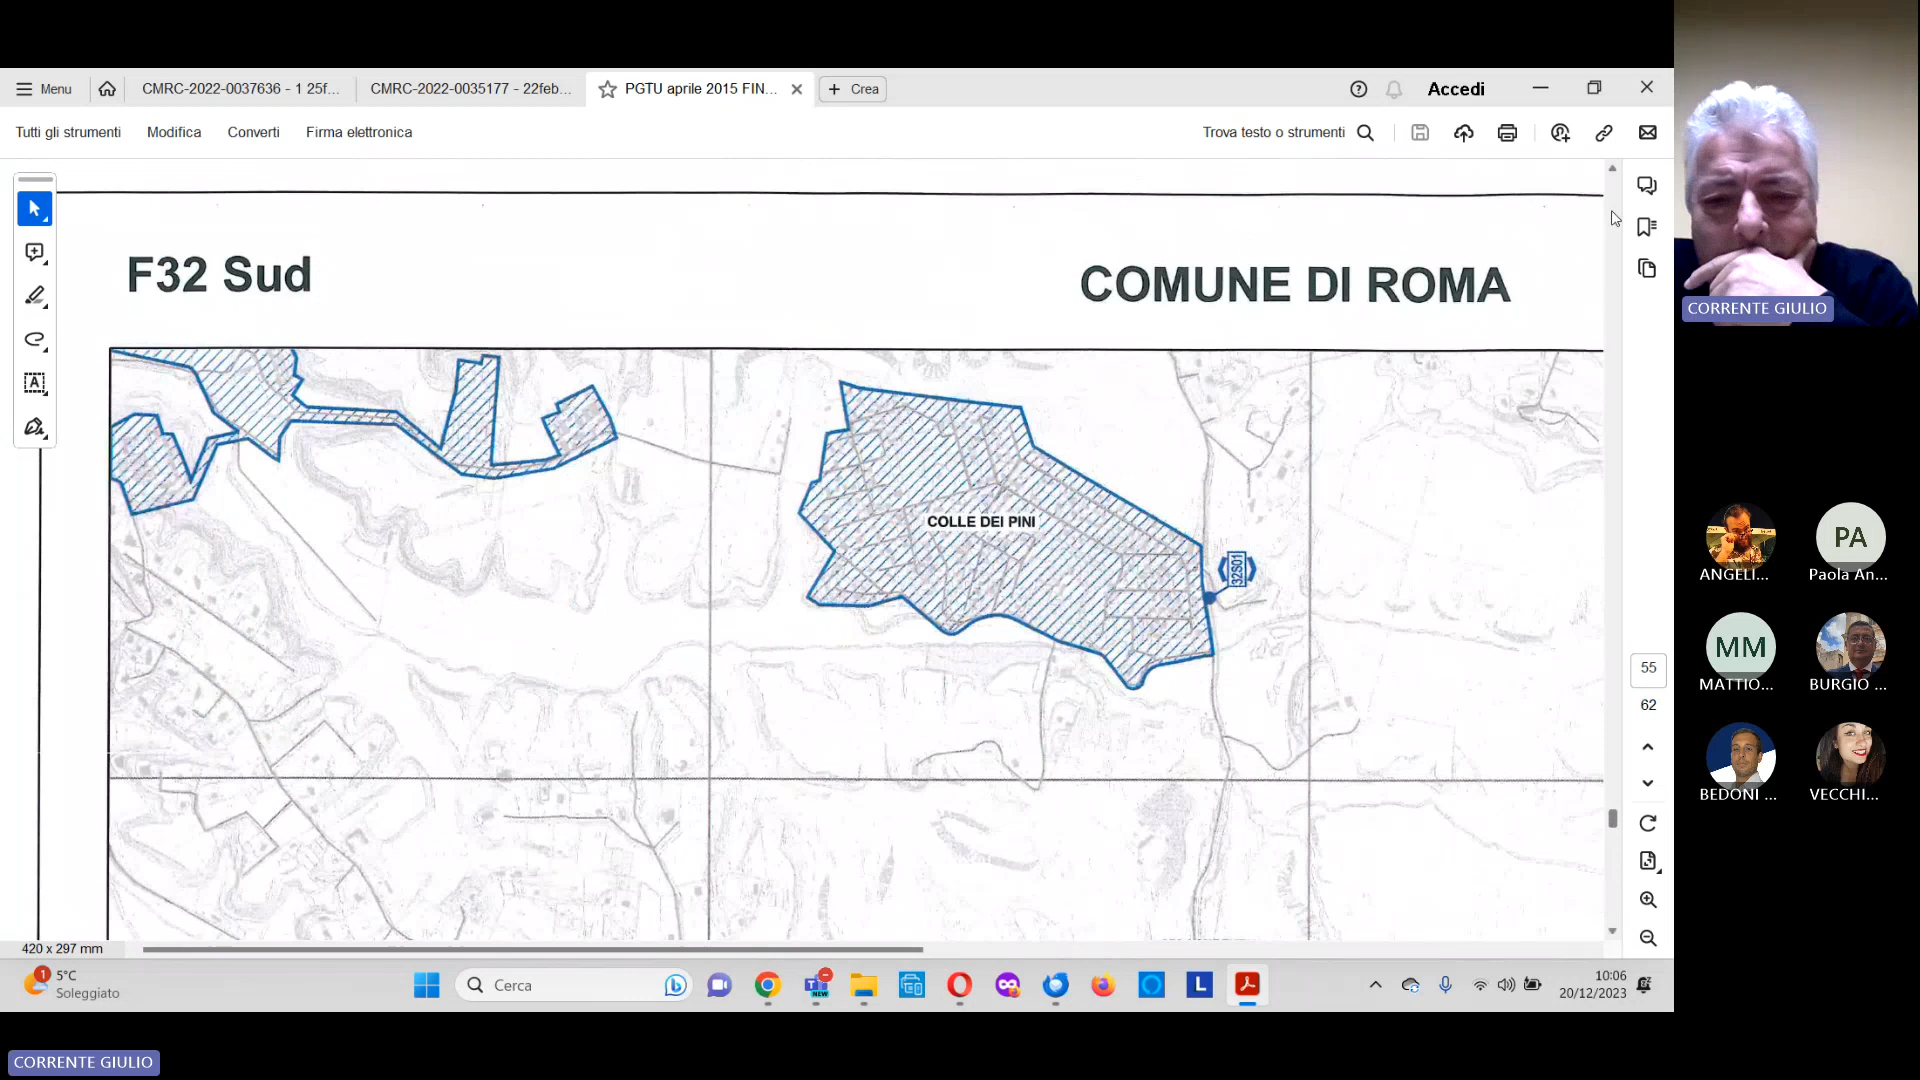 Menu
CMRC-2022-0037636 - 1 25f...
CMRC-2022-0035177 - 22feb...
PGTU aprile 2015 FIN...
Crea
Accedi
Tutti gli strumenti
Modifica
Converti
Firma elettronica
Trova testo o strumenti
F32 Sud
COMUNE DI ROMA
COLLE DEI PINI
32S01
55
62
420 x 297 mm
1
5°C
Soleggiato
Cerca
NEW
L
10:06
20/12/2023
CORRENTE GIULIO
CORRENTE GIULIO
ANGELI...
PA
Paola An...
MM
MATTIO...
BURGIO ...
BEDONI ...
VECCHI...